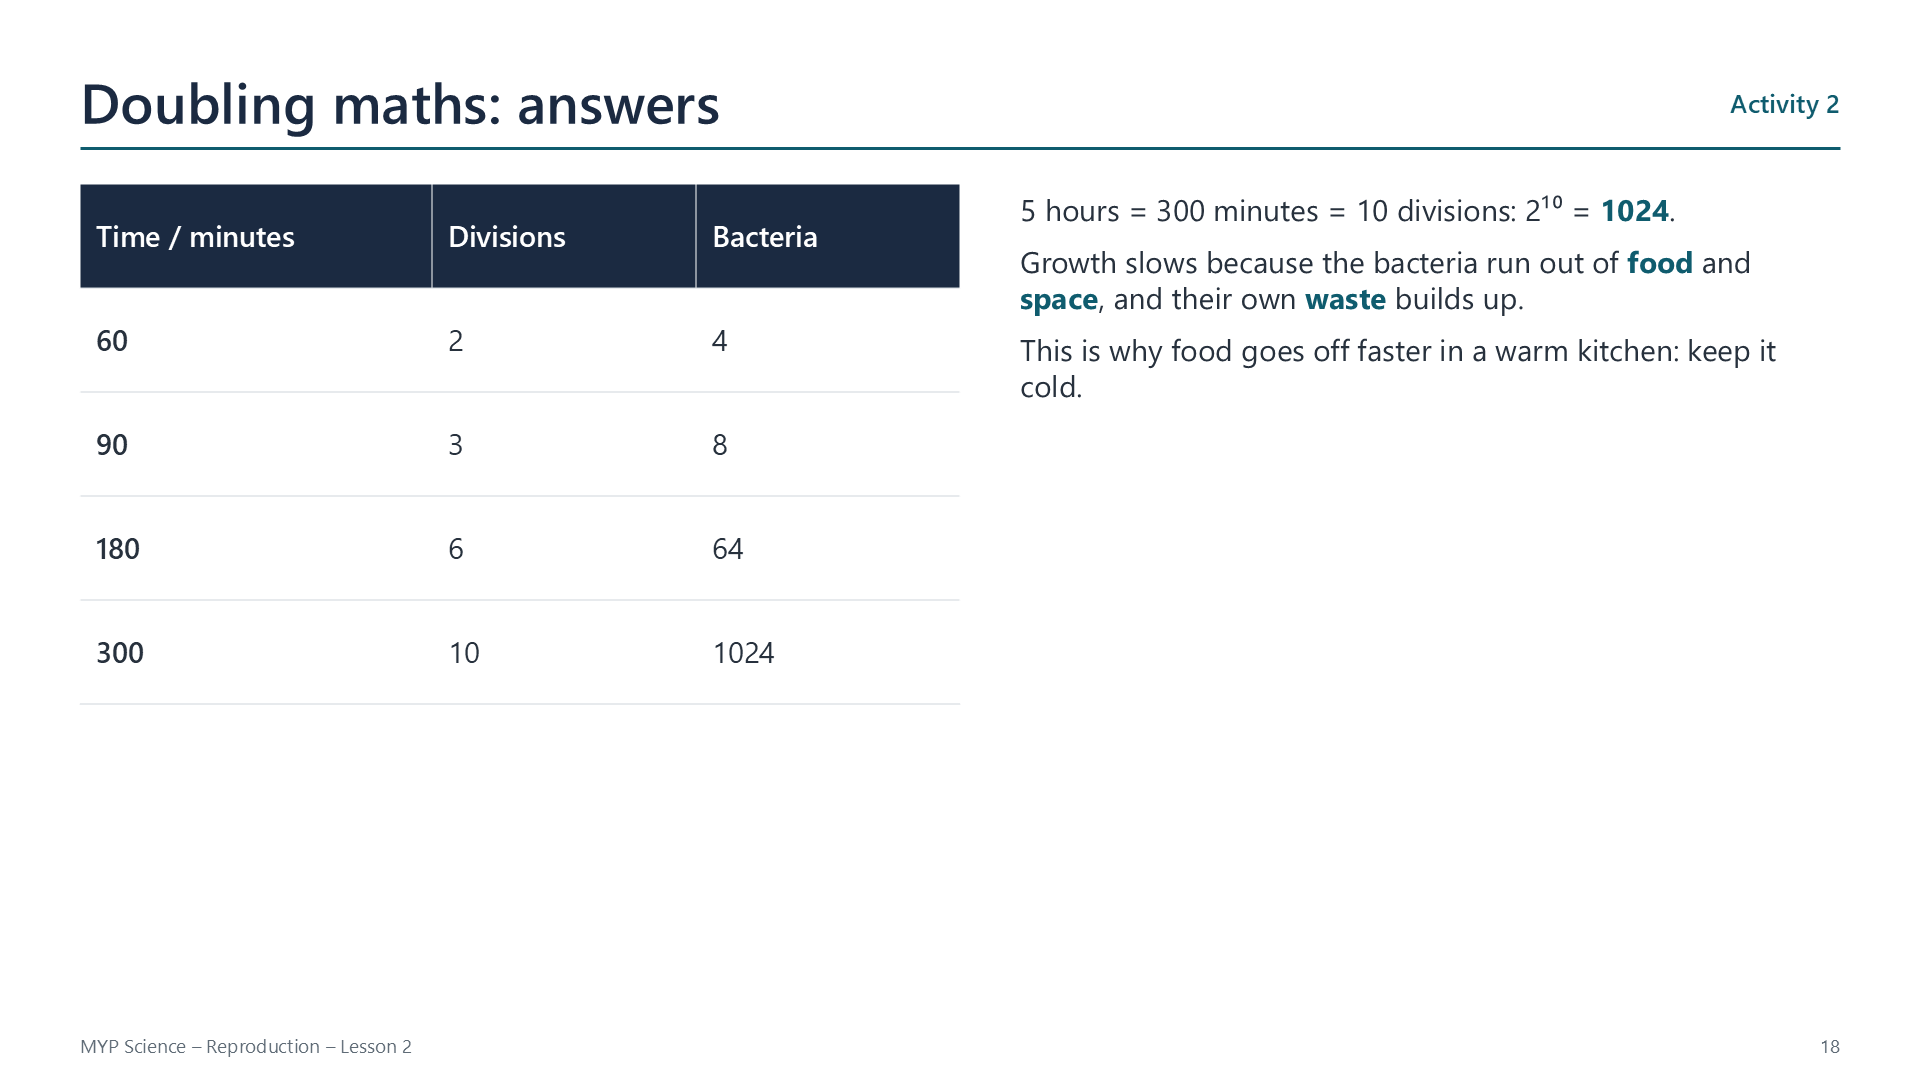 Doubling maths: answers
Activity 2
Time / minutes Divisions Bacteria
60 2 4
90 3 8
180 6 64
300 10 1024
5 hours = 300 minutes = 10 divisions: 2¹⁰ = 1024.
Growth slows because the bacteria run out of food and
space, and their own waste builds up.
This is why food goes off faster in a warm kitchen: keep it
cold.
MYP Science – Reproduction – Lesson 2
18